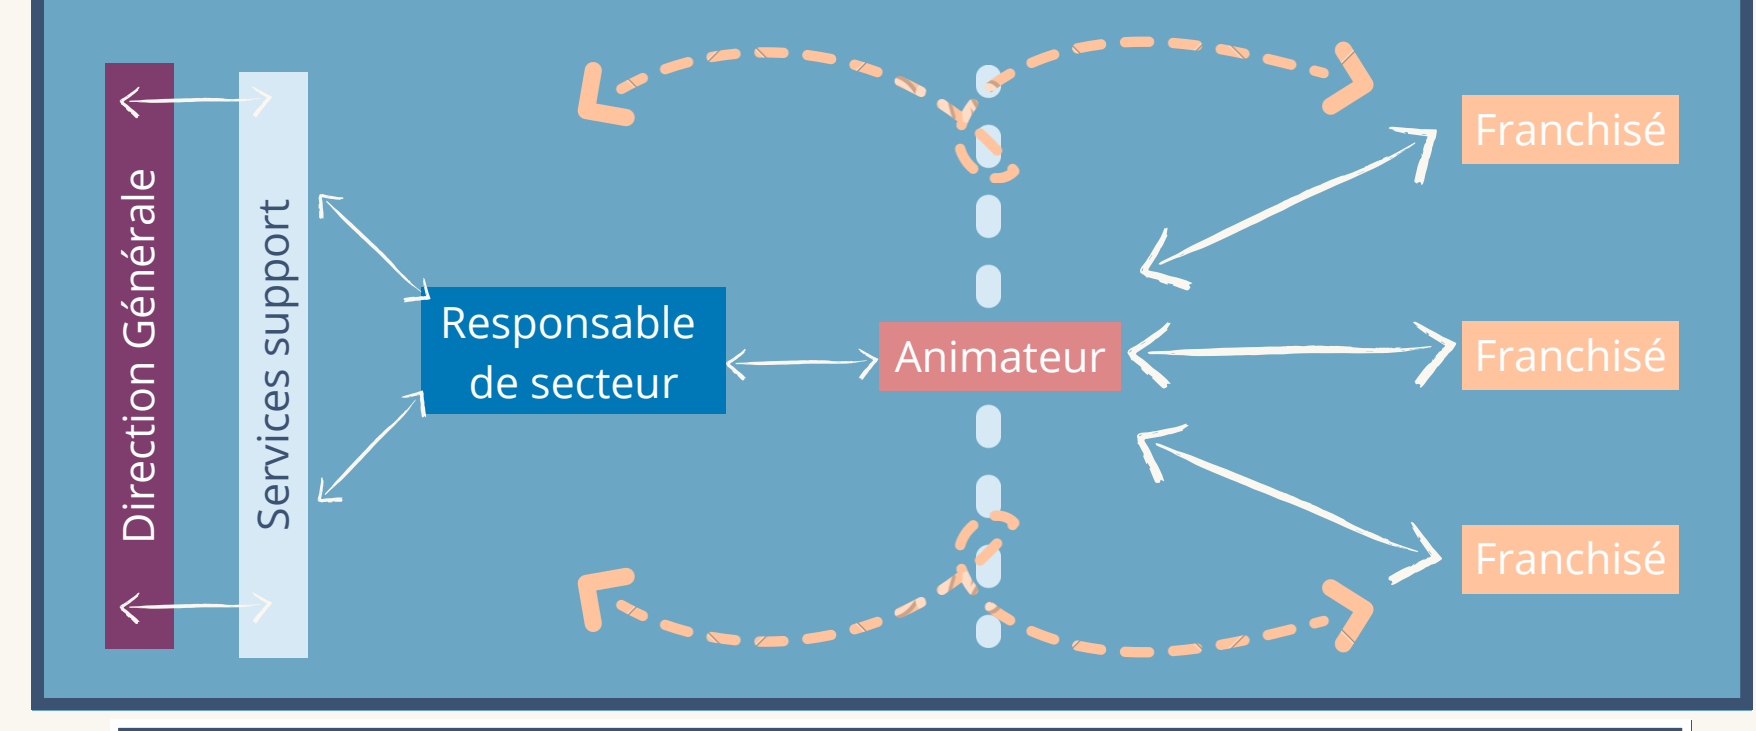 Direction Générale
Services support
Responsable
de secteur
Animateur
Franchisé
Franchisé
Franchisé